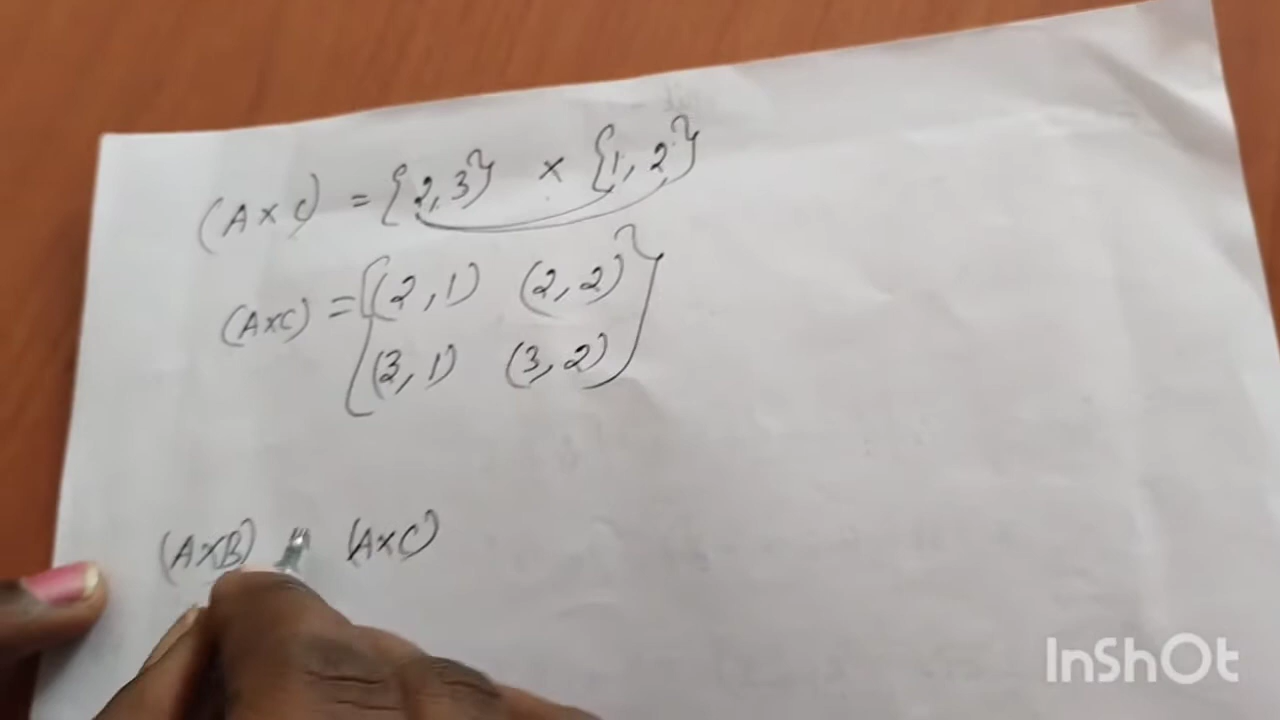 (A×C) = {2,3} × {1,2}
(A×C) = {(2,1) (2,2)
(3,1) (3,2)}
(A×B) (A×C)
InShOt